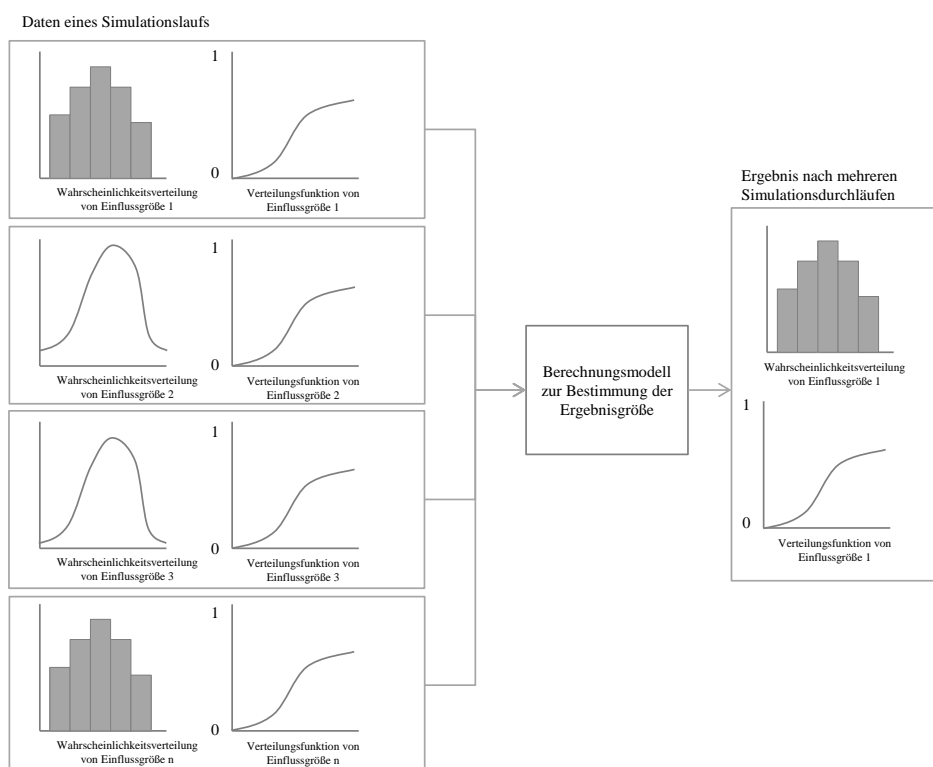 Daten eines Simulationslaufs
1
0
Wahrscheinlichkeitsverteilung
von Einflussgröße 1
Verteilungsfunktion von
Einflussgröße 1
1
0
Wahrscheinlichkeitsverteilung
von Einflussgröße 2
Verteilungsfunktion von
Einflussgröße 2
1
0
Wahrscheinlichkeitsverteilung
von Einflussgröße 3
Verteilungsfunktion von
Einflussgröße 3
1
0
Wahrscheinlichkeitsverteilung
von Einflussgröße n
Verteilungsfunktion von
Einflussgröße n
Berechnungsmodell
zur Bestimmung der
Ergebnisgröße
Ergebnis nach mehreren
Simulationsdurchläufen
Wahrscheinlichkeitsverteilung
von Einflussgröße 1
1
0
Verteilungsfunktion von
Einflussgröße 1